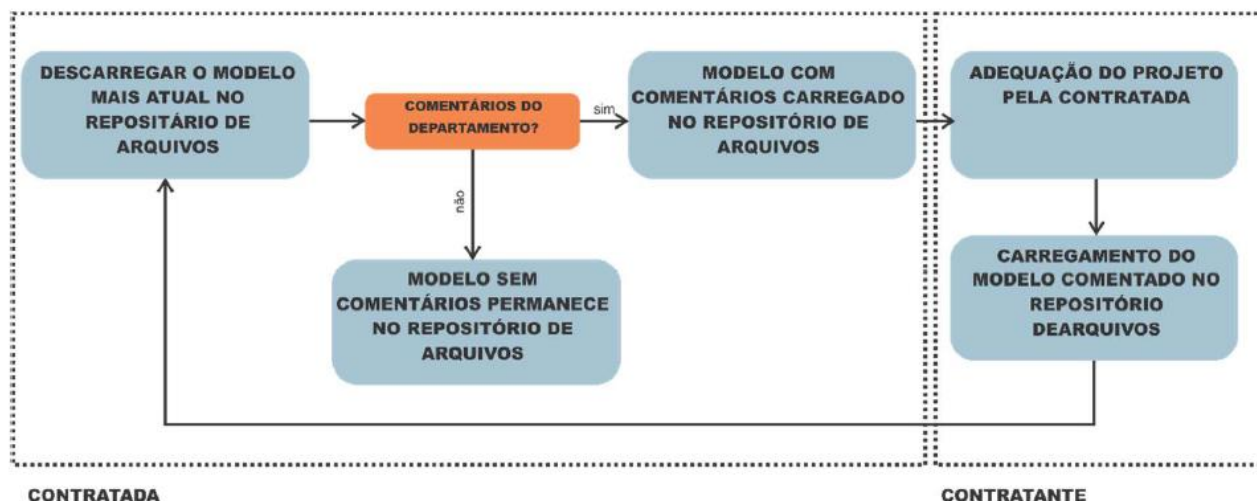 DESCARREGAR O MODELO
MAIS ATUAL NO
REPOSITÁRIO DE
ARQUIVOS
COMENTÁRIOS DO
DEPARTAMENTO?
sim
não
MODELO COM
COMENTÁRIOS CARREGADO
NO REPOSITÓRIO DE
ARQUIVOS
MODELO SEM
COMENTÁRIOS PERMANECE
NO REPOSITÓRIO DE
ARQUIVOS
ADEQUAÇÃO DO PROJETO
PELA CONTRATADA
CARREGAMENTO DO
MODELO COMENTADO NO
REPOSITÓRIO
DEARQUIVOS
CONTRATADA
CONTRATANTE